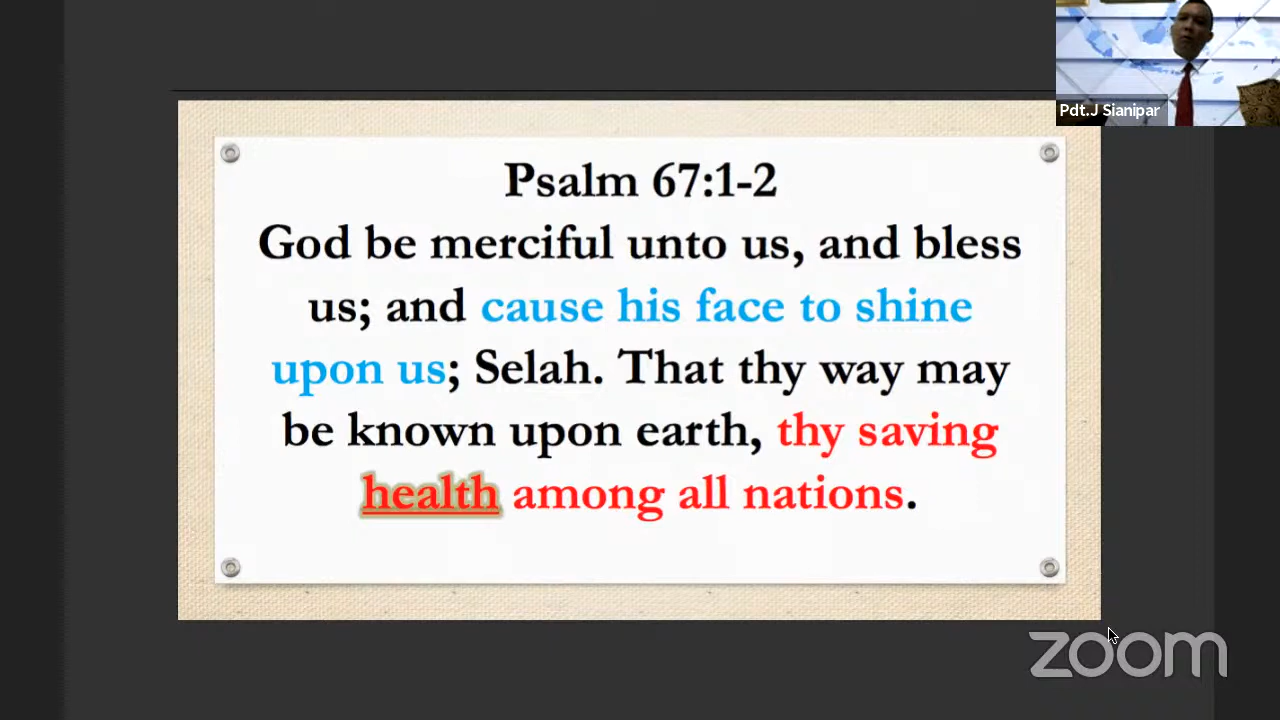 Pdt.J Sianipar
Psalm 67:1-2
God be merciful unto us, and bless
us; and cause his face to shine
upon us; Selah. That thy way may
be known upon earth, thy saving
health among all nations.
zoom